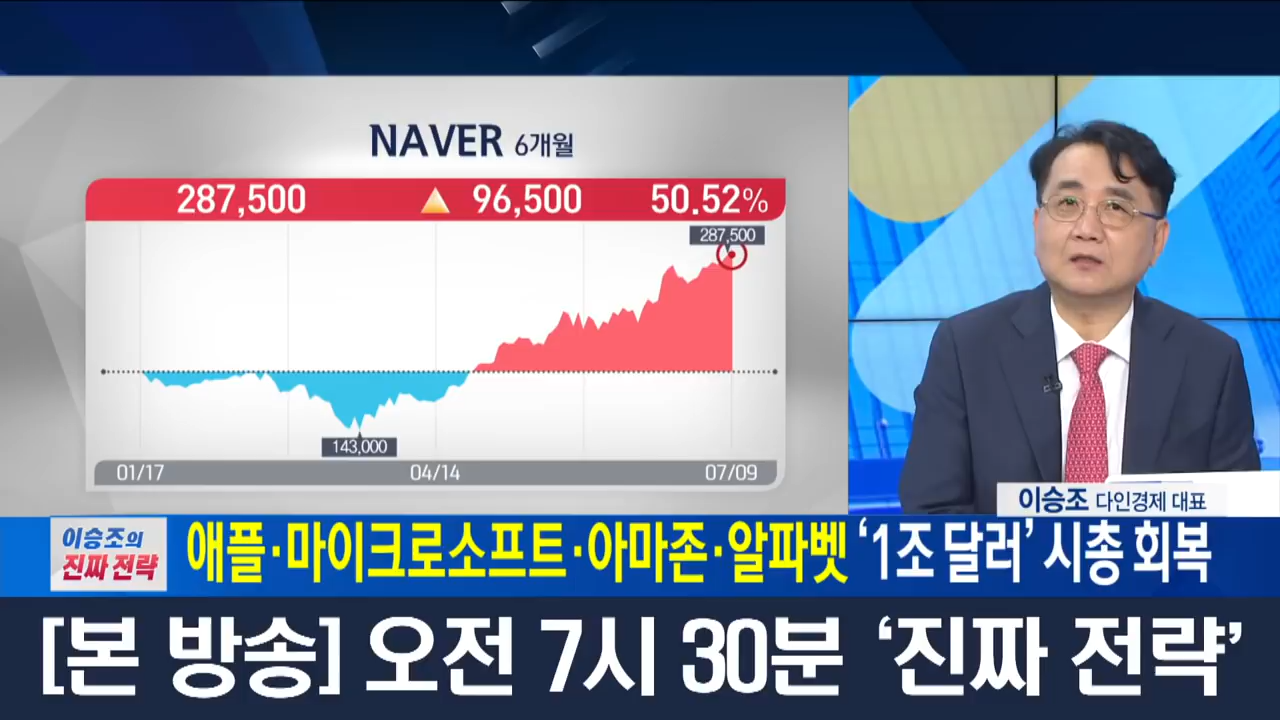 NAVER 6개월
287,500 ▲ 96,500 50.52%
287,500
143,000
01/17 04/14 07/09
이승조 다인경제 대표
이승조의
진짜 전략
애플·마이크로소프트·아마존·알파벳 ‘1조 달러’ 시총 회복
[본 방송] 오전 7시 30분 ‘진짜 전략’